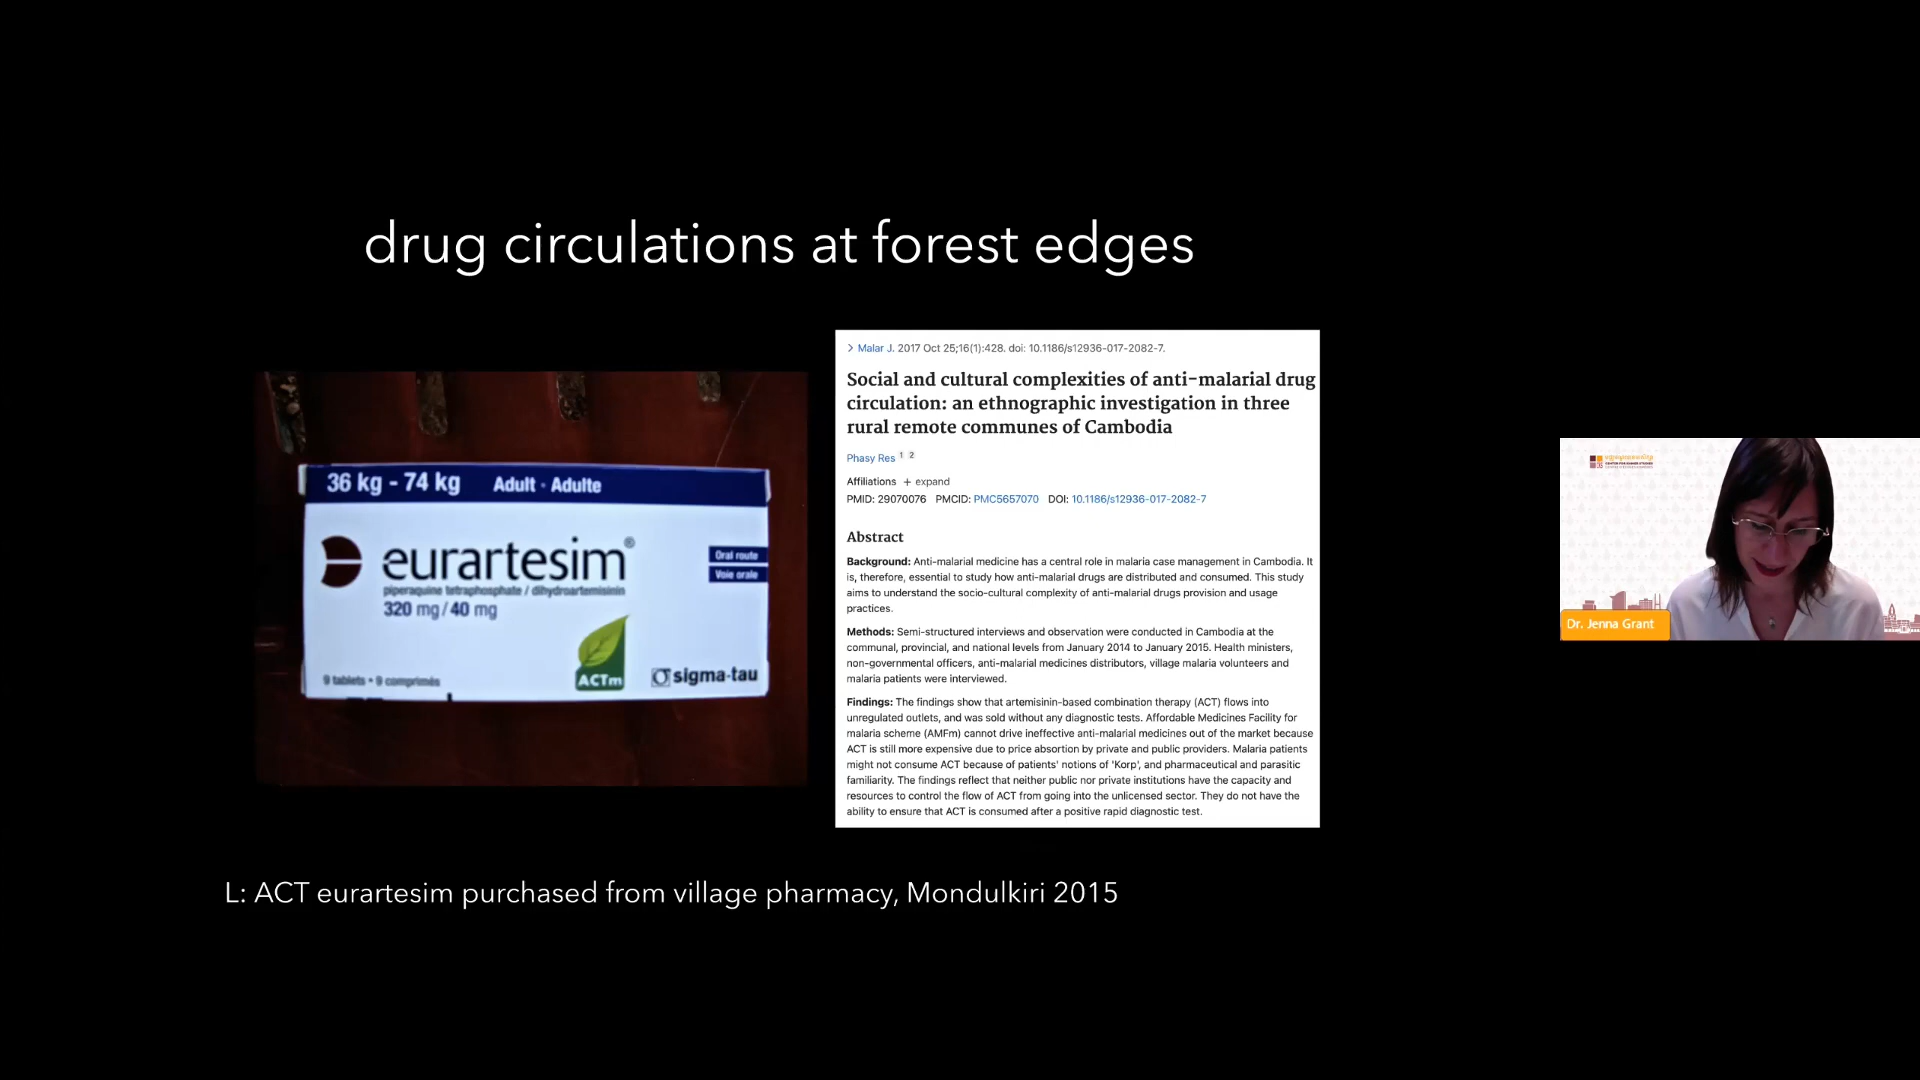 drug circulations at forest edges
36 kg - 74 kg Adult · Adulte
eurartesim®
piperaquine tetraphosphate / dihydroartemisinin
320 mg / 40 mg
Oral route
Voie orale
9 tablets • 9 comprimés
ACTm
sigma-tau
> Malar J. 2017 Oct 25;16(1):428. doi: 10.1186/s12936-017-2082-7.
Social and cultural complexities of anti-malarial drug
circulation: an ethnographic investigation in three
rural remote communes of Cambodia
Phasy Res 1 2
Affiliations + expand
PMID: 29070076 PMCID: PMC5657070 DOI: 10.1186/s12936-017-2082-7
Abstract
Background: Anti-malarial medicine has a central role in malaria case management in Cambodia. It
is, therefore, essential to study how anti-malarial drugs are distributed and consumed. This study
aims to understand the socio-cultural complexity of anti-malarial drugs provision and usage
practices.
Methods: Semi-structured interviews and observation were conducted in Cambodia at the
communal, provincial, and national levels from January 2014 to January 2015. Health ministers,
non-governmental officers, anti-malarial medicines distributors, village malaria volunteers and
malaria patients were interviewed.
Findings: The findings show that artemisinin-based combination therapy (ACT) flows into
unregulated outlets, and was sold without any diagnostic tests. Affordable Medicines Facility for
malaria scheme (AMFm) cannot drive ineffective anti-malarial medicines out of the market because
ACT is still more expensive due to price absortion by private and public providers. Malaria patients
might not consume ACT because of patients' notions of 'Korp', and pharmaceutical and parasitic
familiarity. The findings reflect that neither public nor private institutions have the capacity and
resources to control the flow of ACT from going into the unlicensed sector. They do not have the
ability to ensure that ACT is consumed after a positive rapid diagnostic test.
L: ACT eurartesim purchased from village pharmacy, Mondulkiri 2015
Dr. Jenna Grant